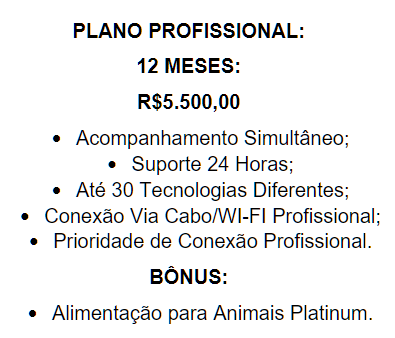 PLANO PROFISSIONAL:
12 MESES:
R$5.500,00
• Acompanhamento Simultâneo;
• Suporte 24 Horas;
• Até 30 Tecnologias Diferentes;
• Conexão Via Cabo/WI-FI Profissional;
• Prioridade de Conexão Profissional.
BÔNUS:
• Alimentação para Animais Platinum.